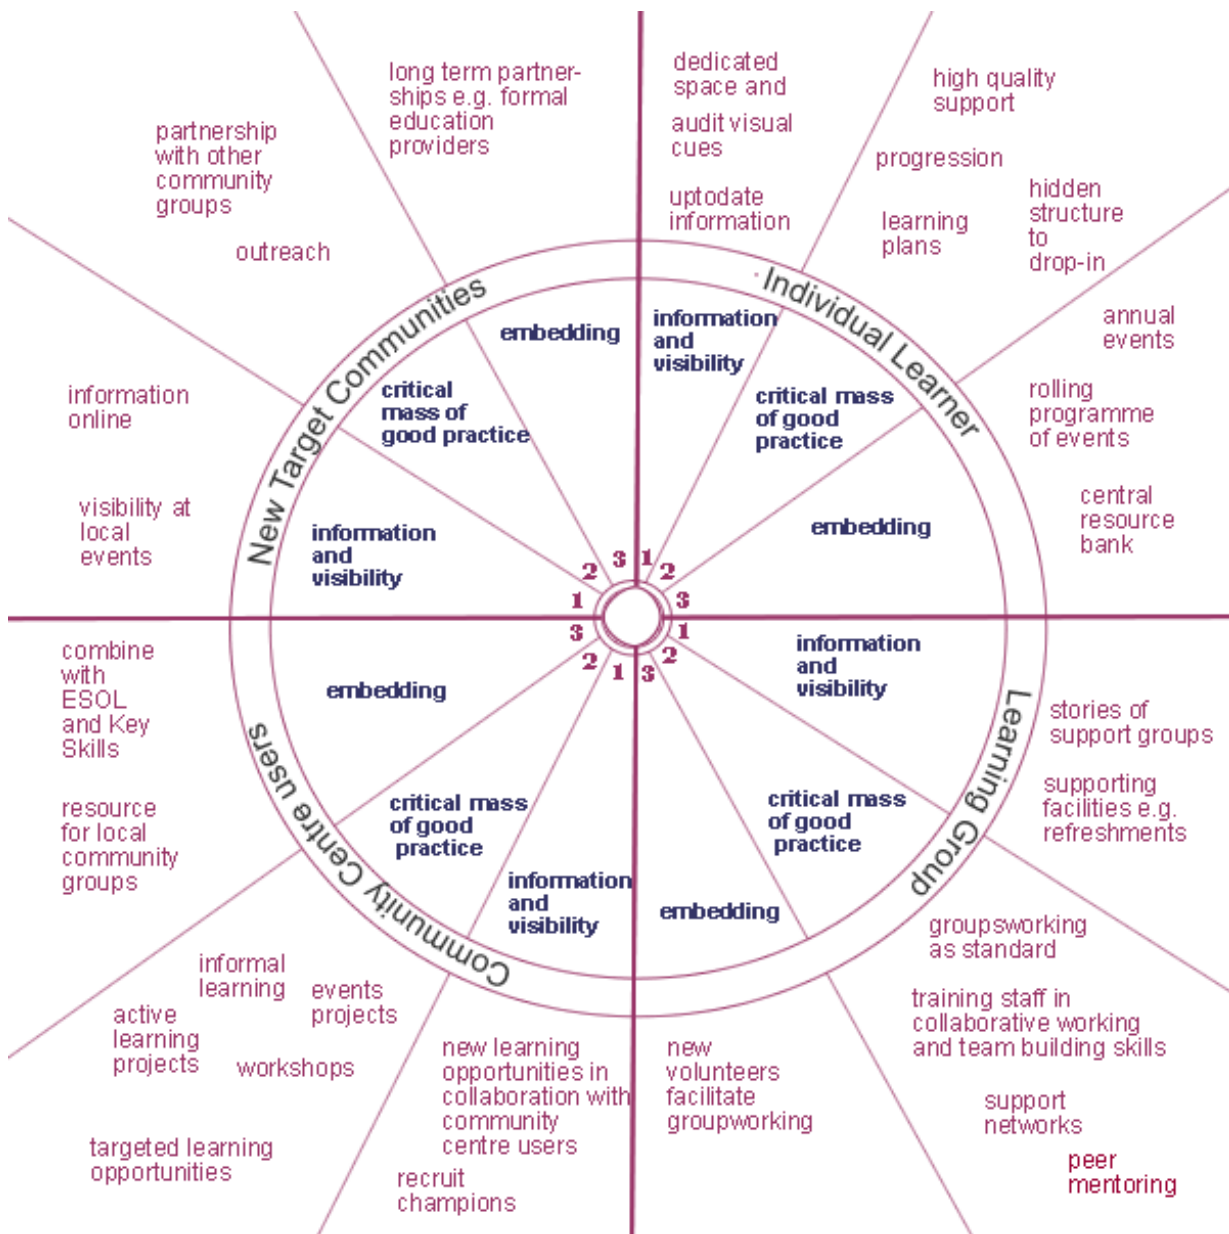 long term partner-
ships e.g. formal
education
providers
partnership
with other
community
groups
outreach
dedicated
space and
audit visual
cues
uptodate
information
high quality
support
progression
learning
plans
hidden
structure
to
drop-in
annual
events
rolling
programme
of events
central
resource
bank
information
online
visibility at
local
events
New Target Communities
Individual Learner
embedding
critical
mass of
good practice
information
and
visibility
information
and
visibility
critical mass
of good
practice
embedding
1
2
3
3
2
1
1
2
3
3
2
1
embedding
critical mass
of good
practice
information
and
visibility
information
and
visibility
critical mass
of good
practice
embedding
Community Centre users
Learning Group
combine
with
ESOL
and Key
Skills
resource
for local
community
groups
informal
learning
events
projects
active
learning
projects
workshops
targeted learning
opportunities
new learning
opportunities in
collaboration with
community
centre users
recruit
champions
stories of
support groups
supporting
facilities e.g.
refreshments
groupsworking
as standard
training staff in
collaborative working
and team building skills
support
networks
peer
mentoring
new
volunteers
facilitate
groupworking